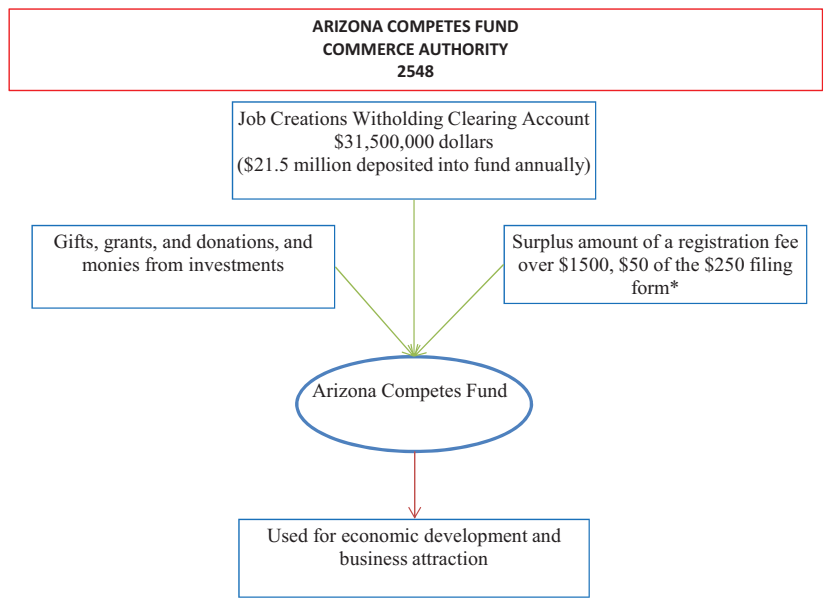 ARIZONA COMPETES FUND
COMMERCE AUTHORITY
2548
Job Creations Witholding Clearing Account
$31,500,000 dollars
($21.5 million deposited into fund annually)
Gifts, grants, and donations, and
monies from investments
Surplus amount of a registration fee
over $1500, $50 of the $250 filing
form*
Arizona Competes Fund
Used for economic development and
business attraction